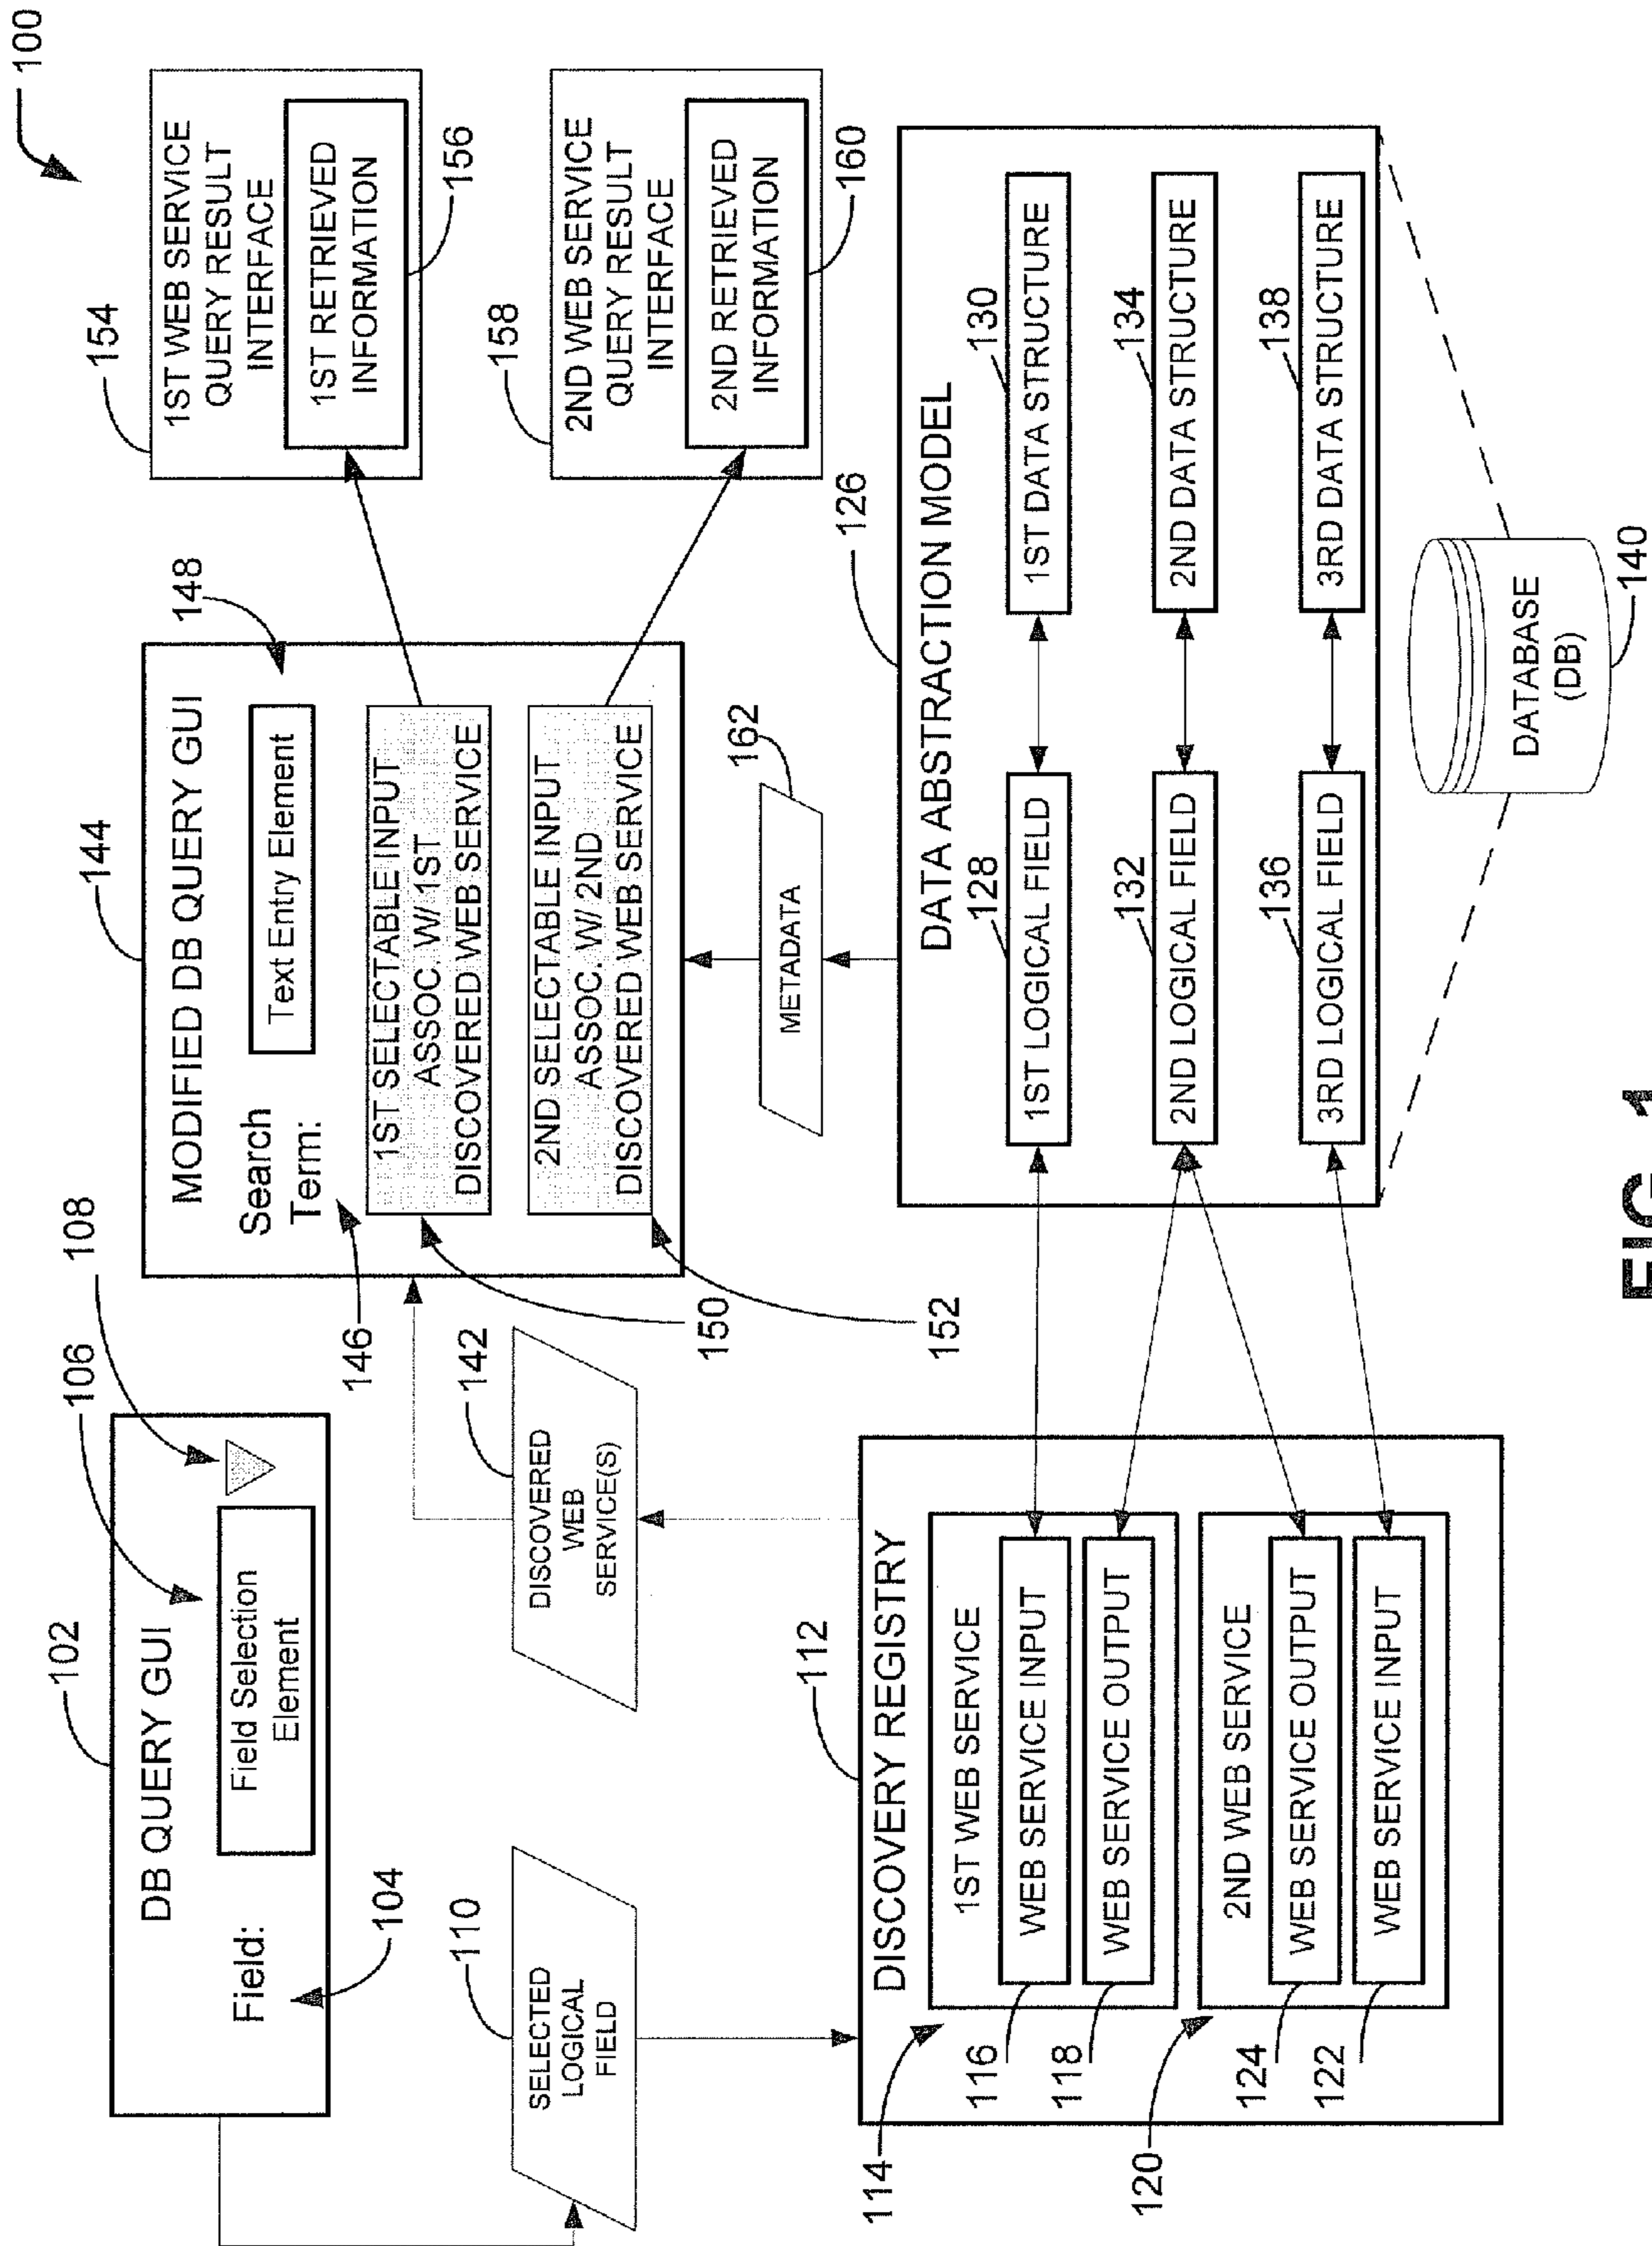 100
102
DB QUERY GUI
Field:
Field Selection
Element
104
106
108
110
SELECTED
LOGICAL
FIELD
142
DISCOVERED
WEB
SERVICE(S)
144
MODIFIED DB QUERY GUI
Search
Term:
Text Entry Element
146
148
1ST SELECTABLE INPUT
ASSOC. W/ 1ST
DISCOVERED WEB SERVICE
150
2ND SELECTABLE INPUT
ASSOC. W/ 2ND
DISCOVERED WEB SERVICE
152
154
1ST WEB SERVICE
QUERY RESULT
INTERFACE
1ST RETRIEVED
INFORMATION
156
158
2ND WEB SERVICE
QUERY RESULT
INTERFACE
2ND RETRIEVED
INFORMATION
160
METADATA
162
112
DISCOVERY REGISTRY
114
1ST WEB SERVICE
116
WEB SERVICE INPUT
118
WEB SERVICE OUTPUT
120
2ND WEB SERVICE
124
WEB SERVICE OUTPUT
122
WEB SERVICE INPUT
126
DATA ABSTRACTION MODEL
128
1ST LOGICAL FIELD
130
1ST DATA STRUCTURE
132
2ND LOGICAL FIELD
134
2ND DATA STRUCTURE
136
3RD LOGICAL FIELD
138
3RD DATA STRUCTURE
DATABASE
(DB)
140
FIG. 1